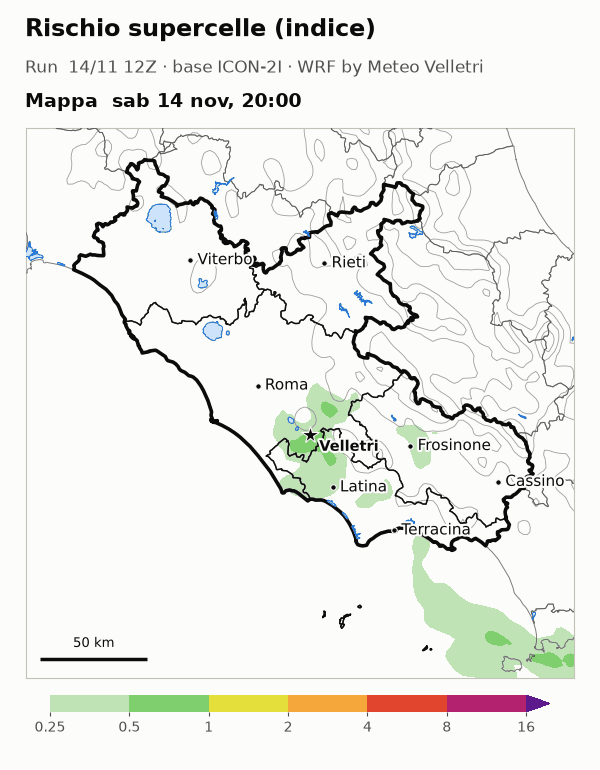 Rischio supercelle (indice)
Run  14/11 12Z · base ICON-2I · WRF by Meteo Velletri
Mappa  sab 14 nov, 20:00
Viterbo
Rieti
Roma
Velletri
Frosinone
Latina
Cassino
Terracina
50 km
0.25 0.5 1 2 4 8 16